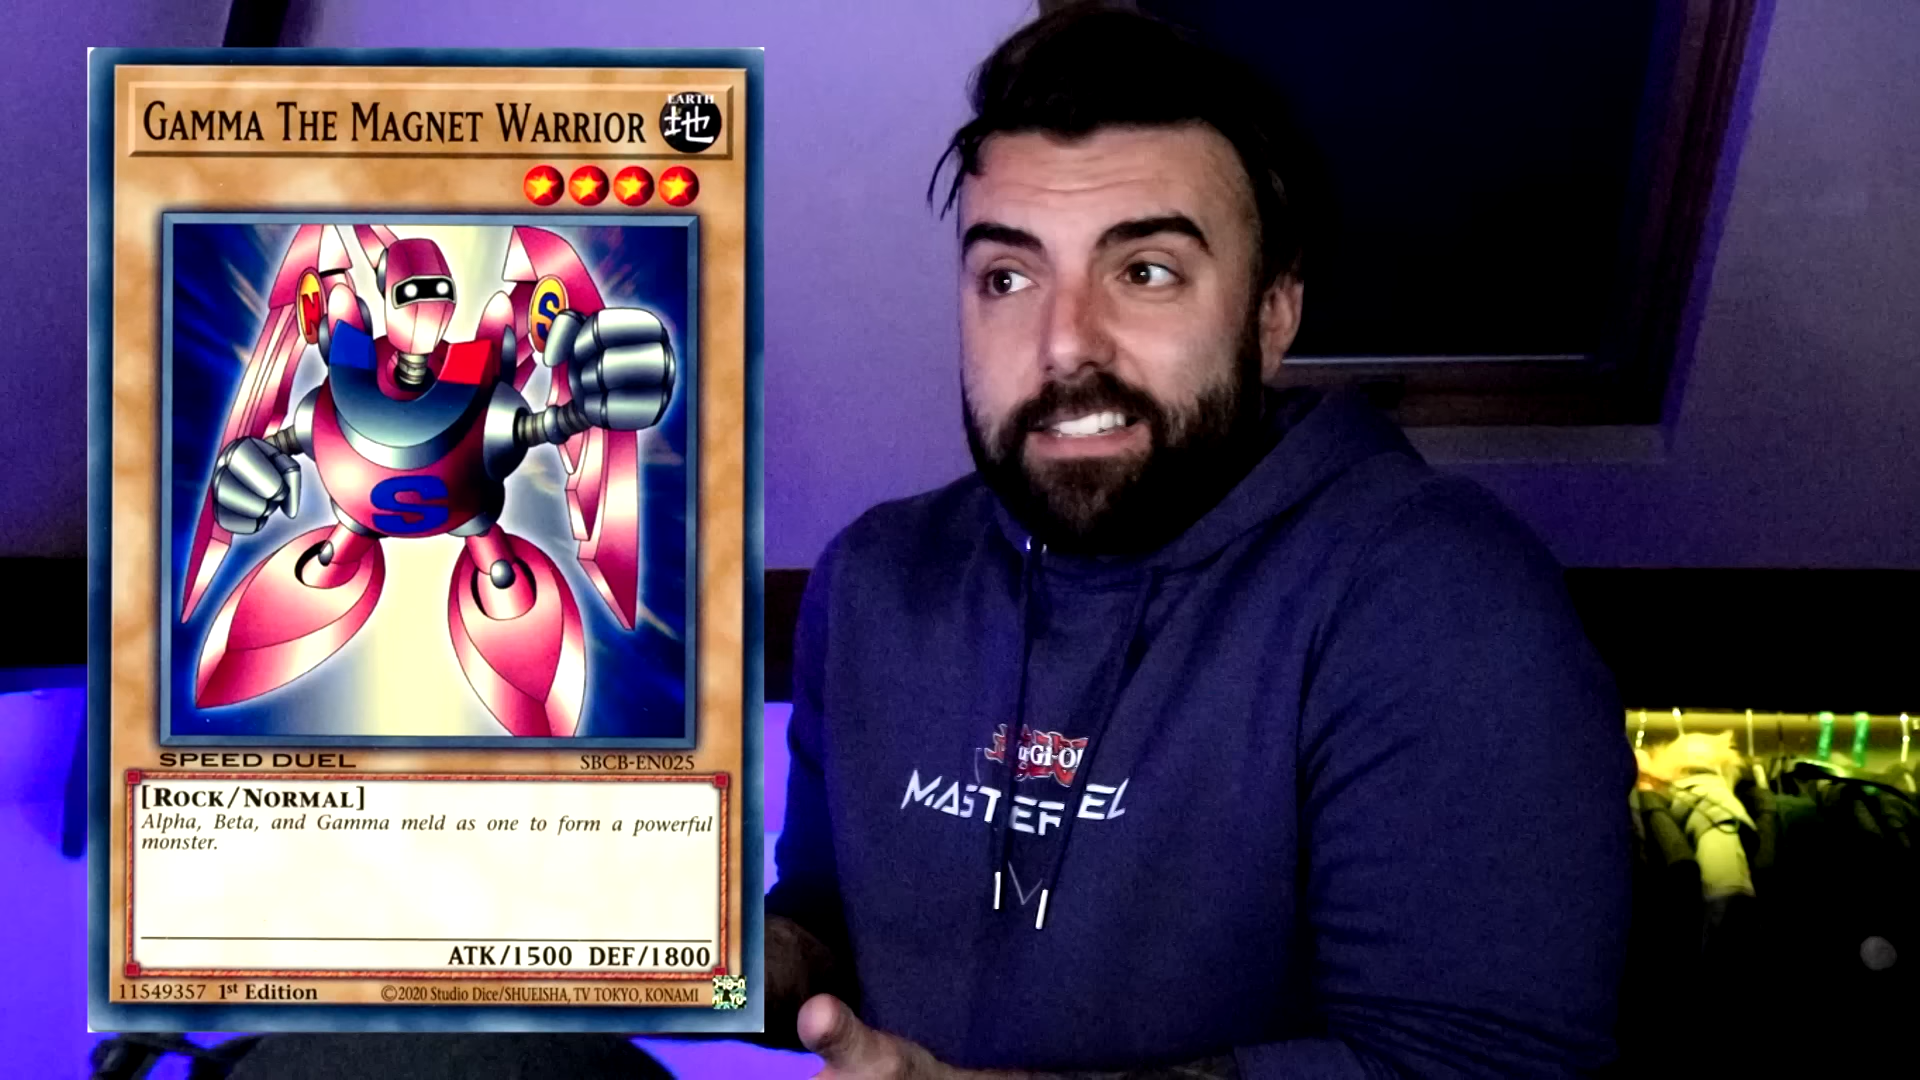 GAMMA THE MAGNET WARRIOR
EARTH
地
N
S
S
SPEED DUEL
SBCB-EN025
[ROCK/NORMAL]
Alpha, Beta, and Gamma meld as one to form a powerful
monster.
ATK/1500 DEF/1800
11549357 1st Edition
©2020 Studio Dice/SHUEISHA, TV TOKYO, KONAMI